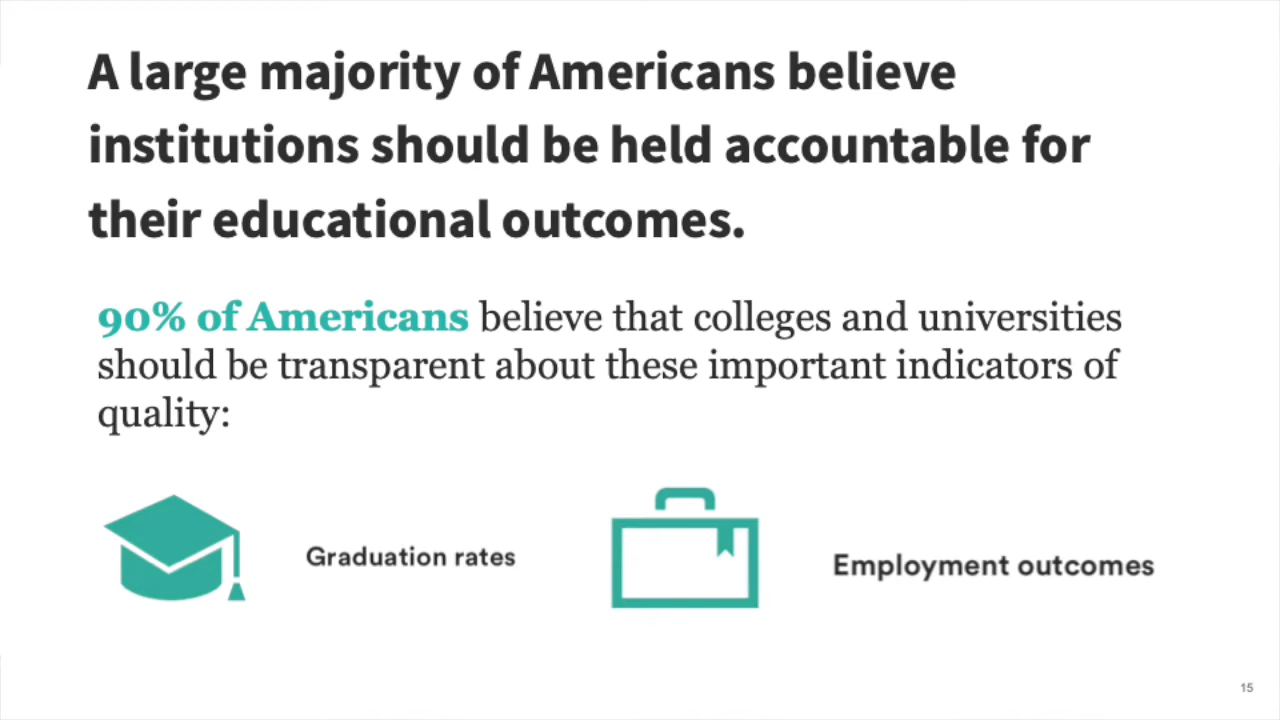 A large majority of Americans believe
institutions should be held accountable for
their educational outcomes.
90% of Americans believe that colleges and universities
should be transparent about these important indicators of
quality:
Graduation rates
Employment outcomes
15